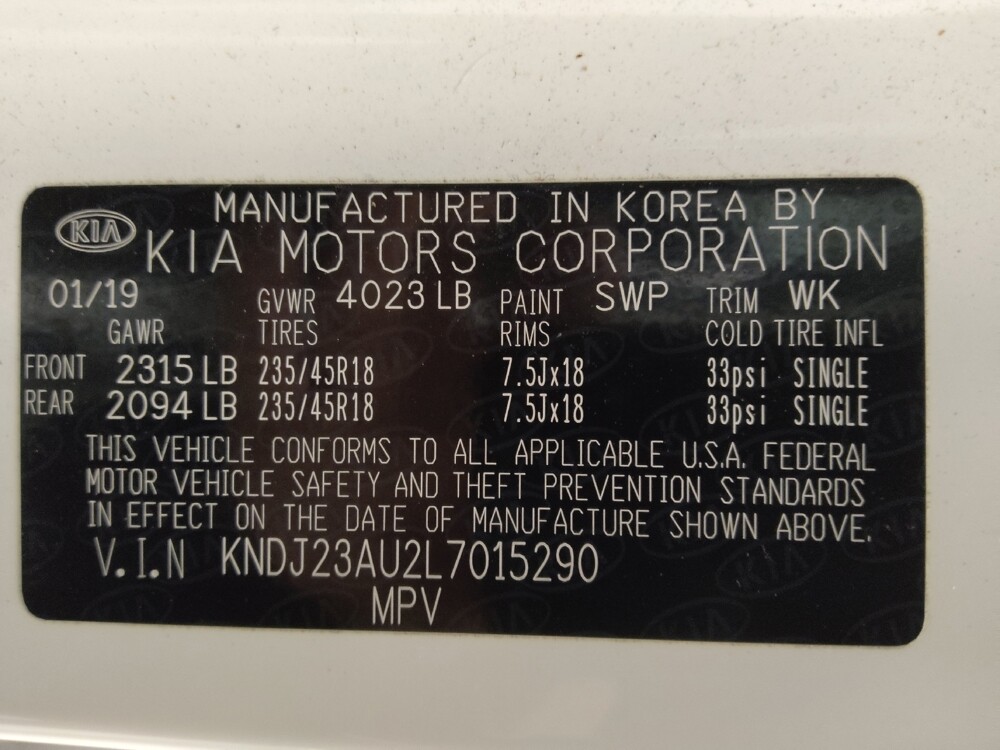 MANUFACTURED IN KOREA BY
KIA KIA MOTORS CORPORATION
01/19 GVWR 4023 LB PAINT SWP TRIM WK
GAWR TIRES RIMS COLD TIRE INFL
FRONT 2315 LB 235/45R18 7.5Jx18 33psi SINGLE
REAR 2094 LB 235/45R18 7.5Jx18 33psi SINGLE
THIS VEHICLE CONFORMS TO ALL APPLICABLE U.S.A. FEDERAL
MOTOR VEHICLE SAFETY AND THEFT PREVENTION STANDARDS
IN EFFECT ON THE DATE OF MANUFACTURE SHOWN ABOVE.
V.I.N KNDJ23AU2L7015290
MPV